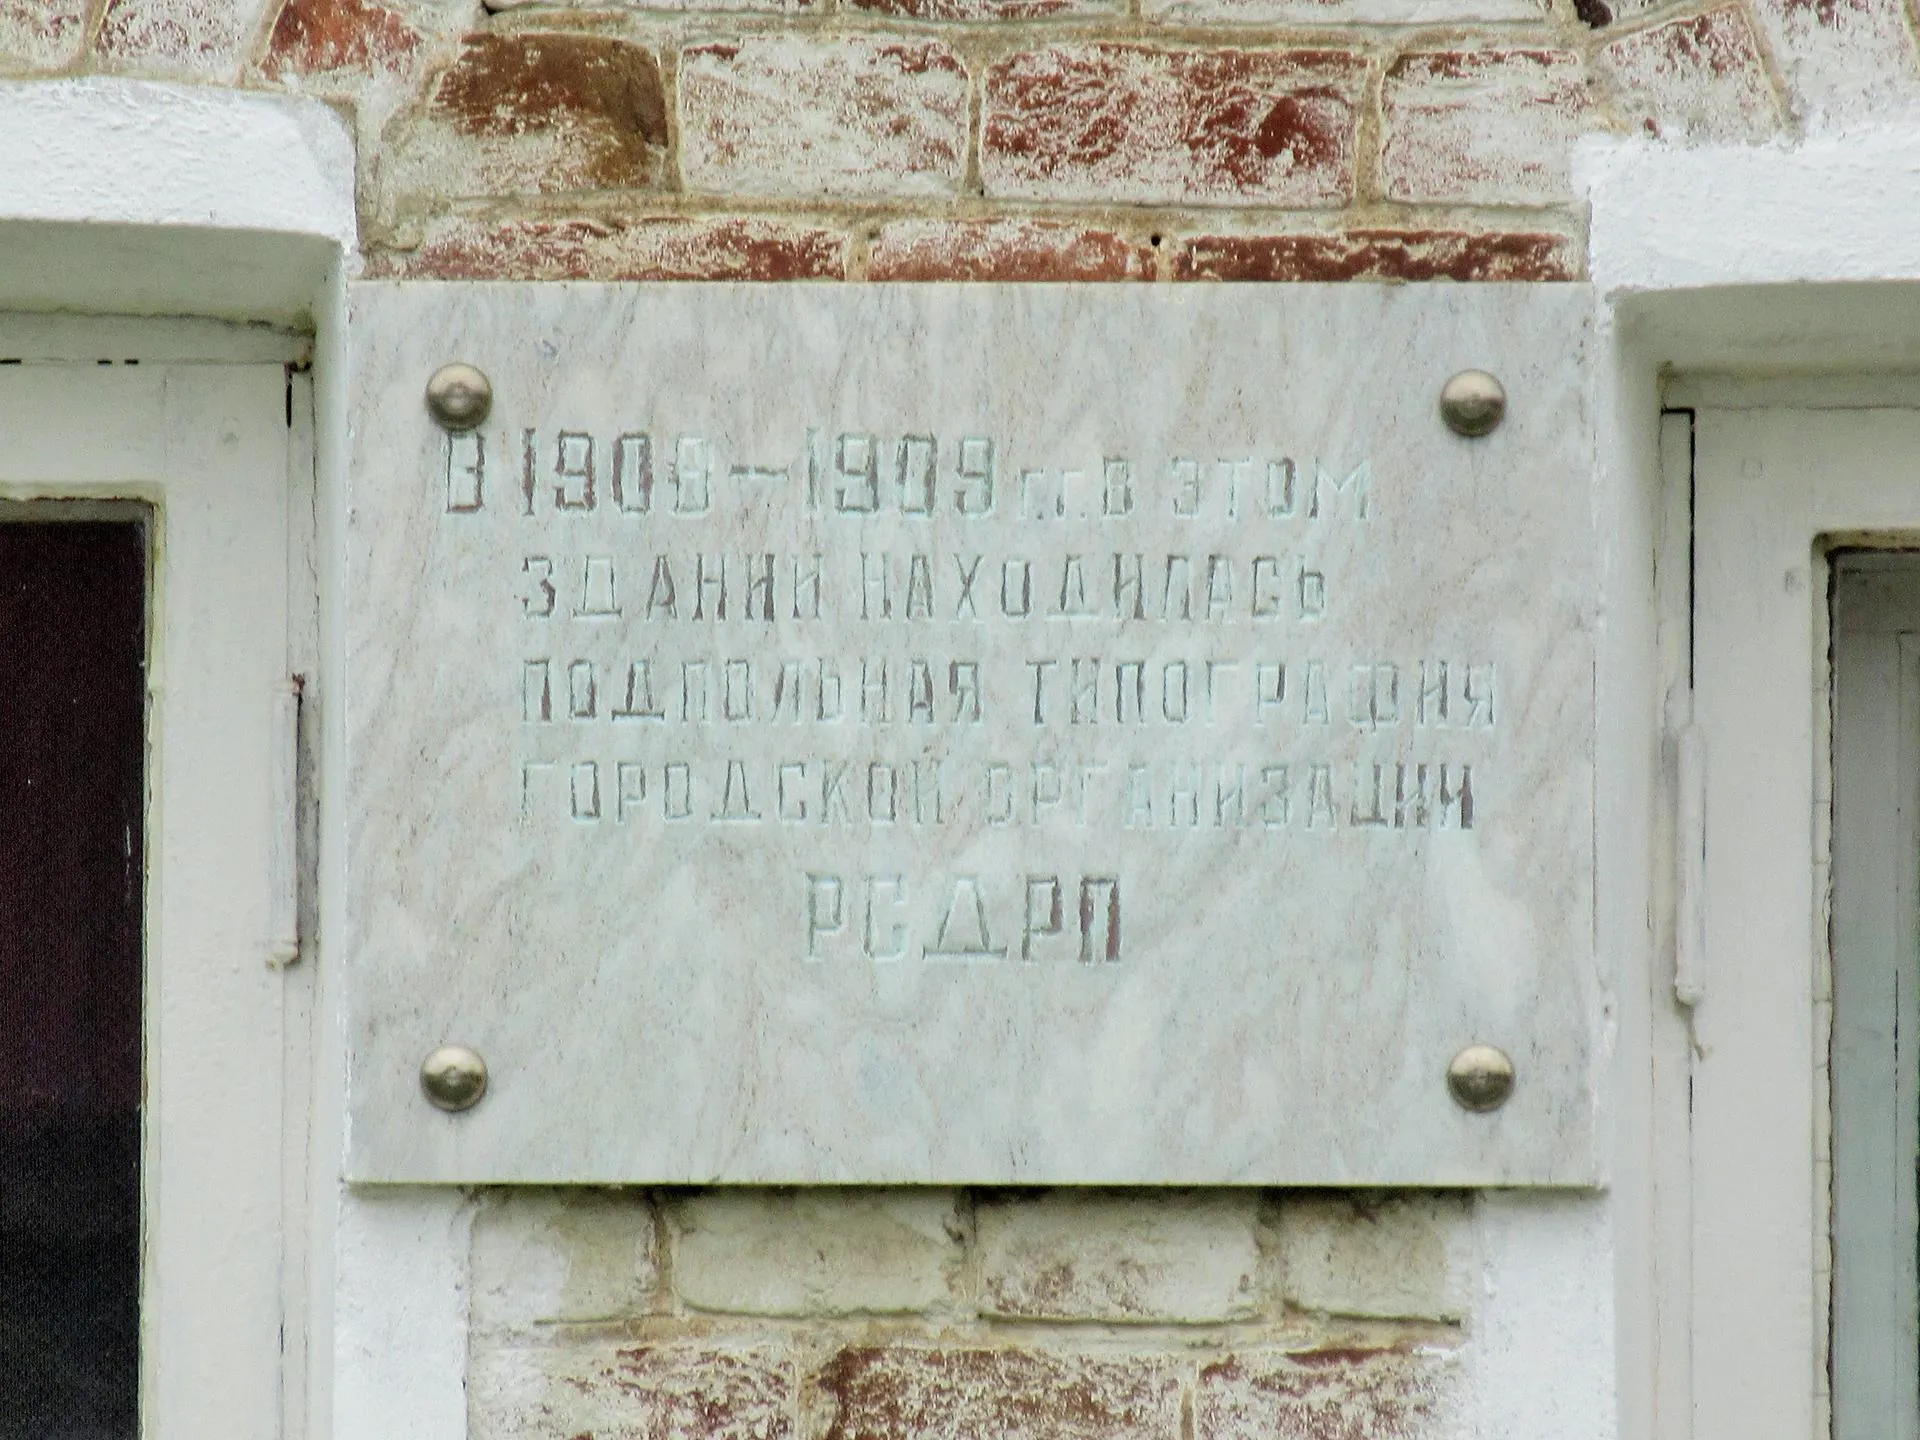 В 1908—1909 г.г. В ЭТОМ
ЗДАНИИ НАХОДИЛАСЬ
ПОДПОЛЬНАЯ ТИПОГРАФИЯ
ГОРОДСКОЙ ОРГАНИЗАЦИИ
РСДРП